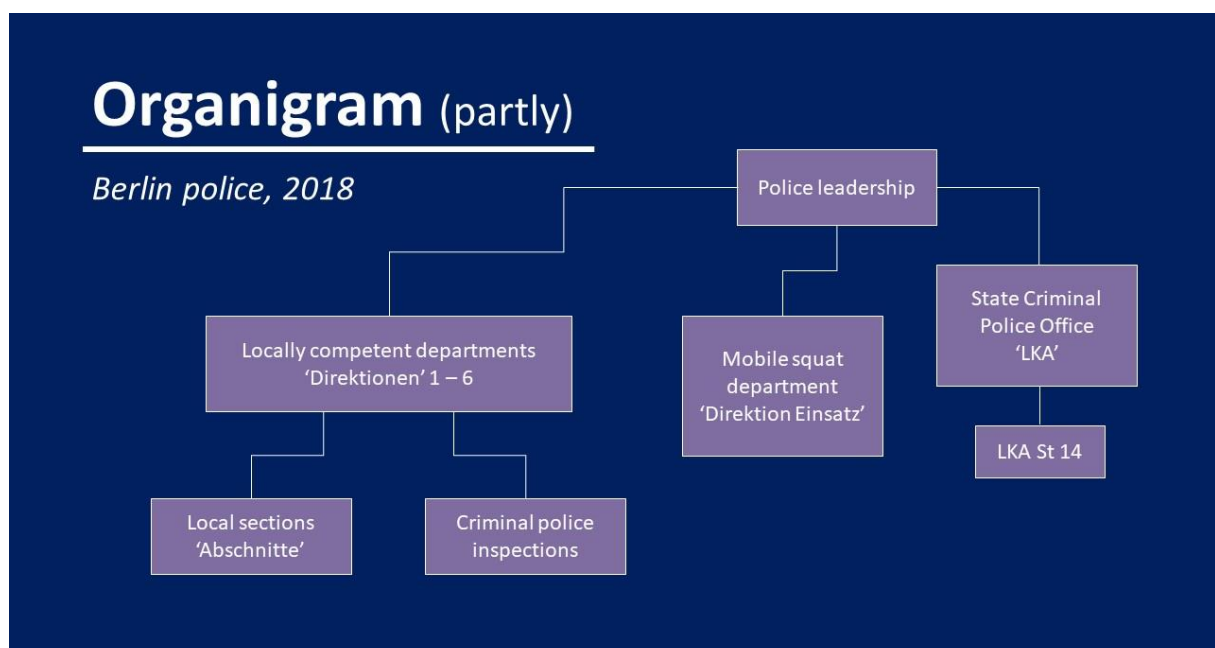 Organigram (partly)
Berlin police, 2018
Police leadership
Locally competent departments
‘Direktionen’ 1 – 6
Mobile squat
department
‘Direktion Einsatz’
State Criminal
Police Office
‘LKA’
LKA St 14
Local sections
‘Abschnitte’
Criminal police
inspections